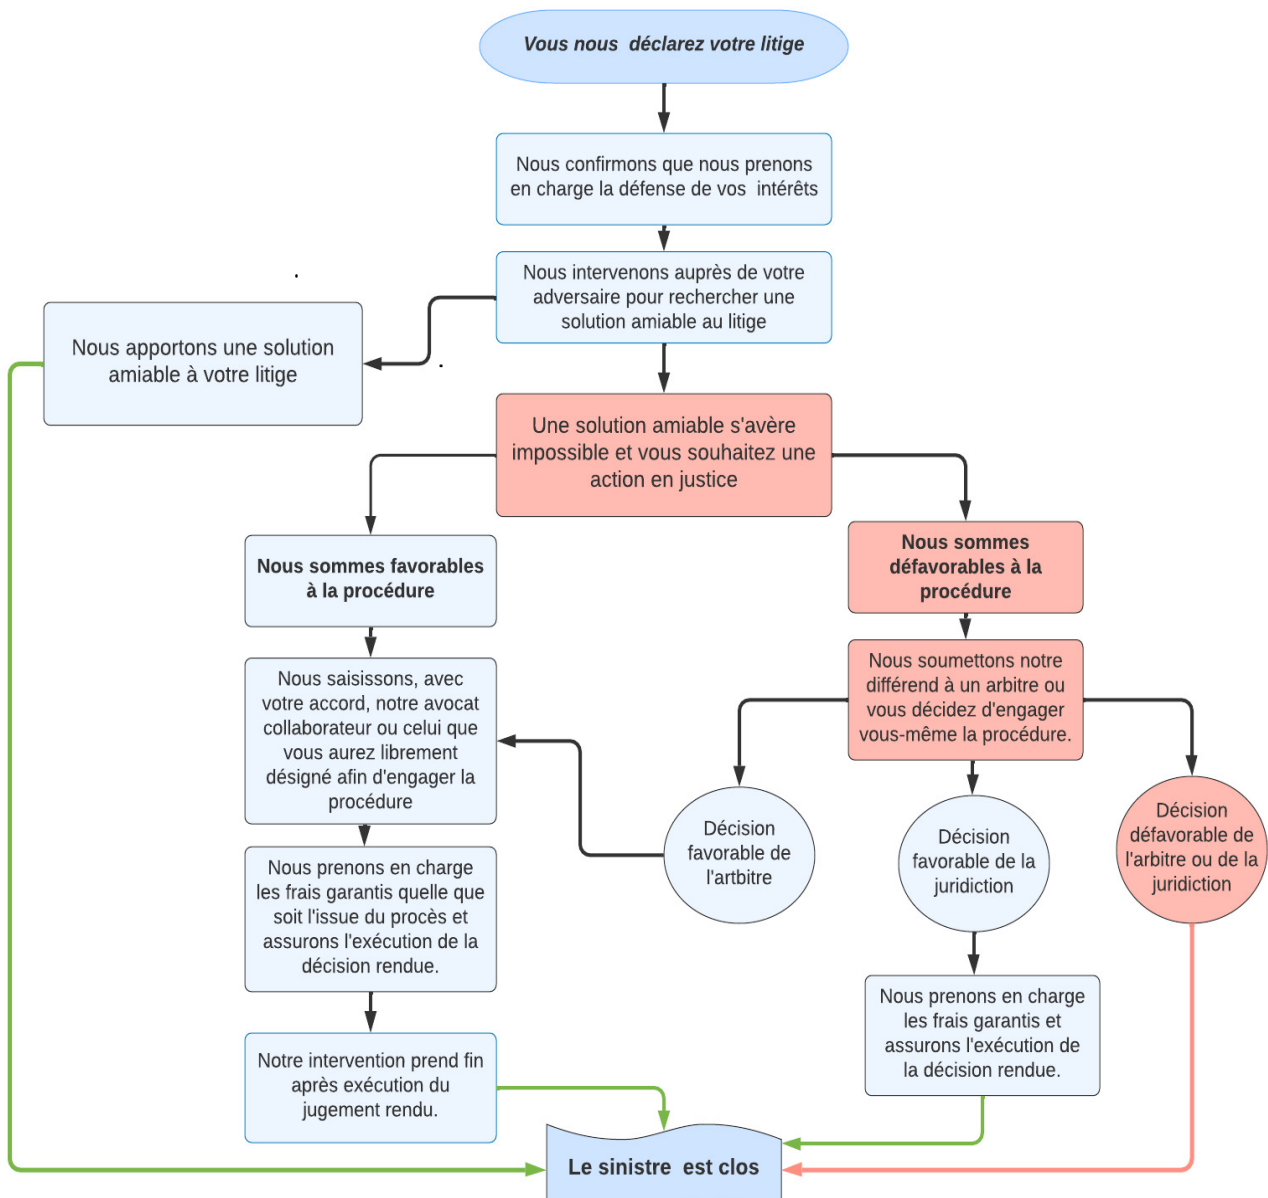 Vous nous  déclarez votre litige
Nous confirmons que nous prenons
en charge la défense de vos  intérêts
Nous intervenons auprès de votre
adversaire pour rechercher une
solution amiable au litige
Nous apportons une solution
amiable à votre litige
Une solution amiable s'avère
impossible et vous souhaitez une
action en justice
Nous sommes favorables
à la procédure
Nous sommes
défavorables à la
procédure
Nous saisissons, avec
votre accord, notre avocat
collaborateur ou celui que
vous aurez librement
désigné afin d'engager la
procédure
Nous soumettons notre
différend à un arbitre ou
vous décidez d'engager
vous-même la procédure.
Décision
favorable de
l'artbitre
Décision
favorable de la
juridiction
Décision
défavorable de
l'arbitre ou de la
juridiction
Nous prenons en charge
les frais garantis quelle que
soit l'issue du procès et
assurons l'exécution de la
décision rendue.
Nous prenons en charge
les frais garantis et
assurons l'exécution de
la décision rendue.
Notre intervention prend fin
après exécution du
jugement rendu.
Le sinistre  est clos